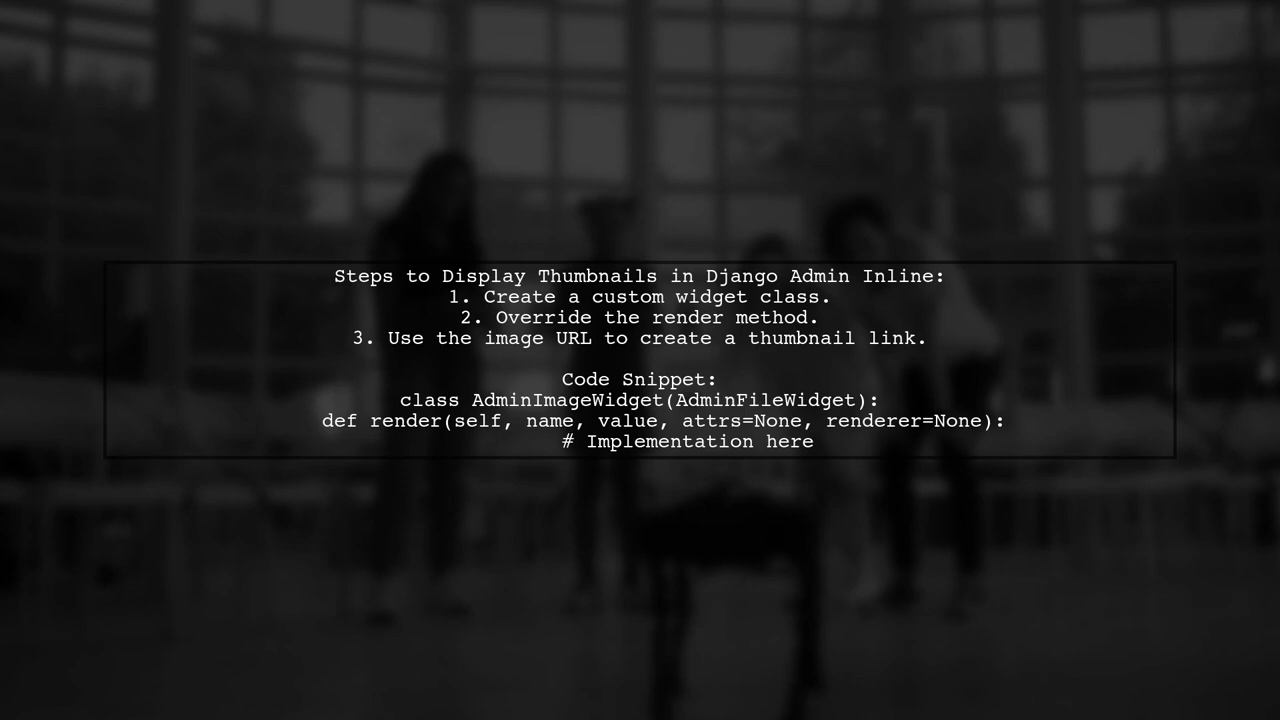 Steps to Display Thumbnails in Django Admin Inline:
1. Create a custom widget class.
2. Override the render method.
3. Use the image URL to create a thumbnail link.
Code Snippet:
class AdminImageWidget(AdminFileWidget):
def render(self, name, value, attrs=None, renderer=None):
# Implementation here